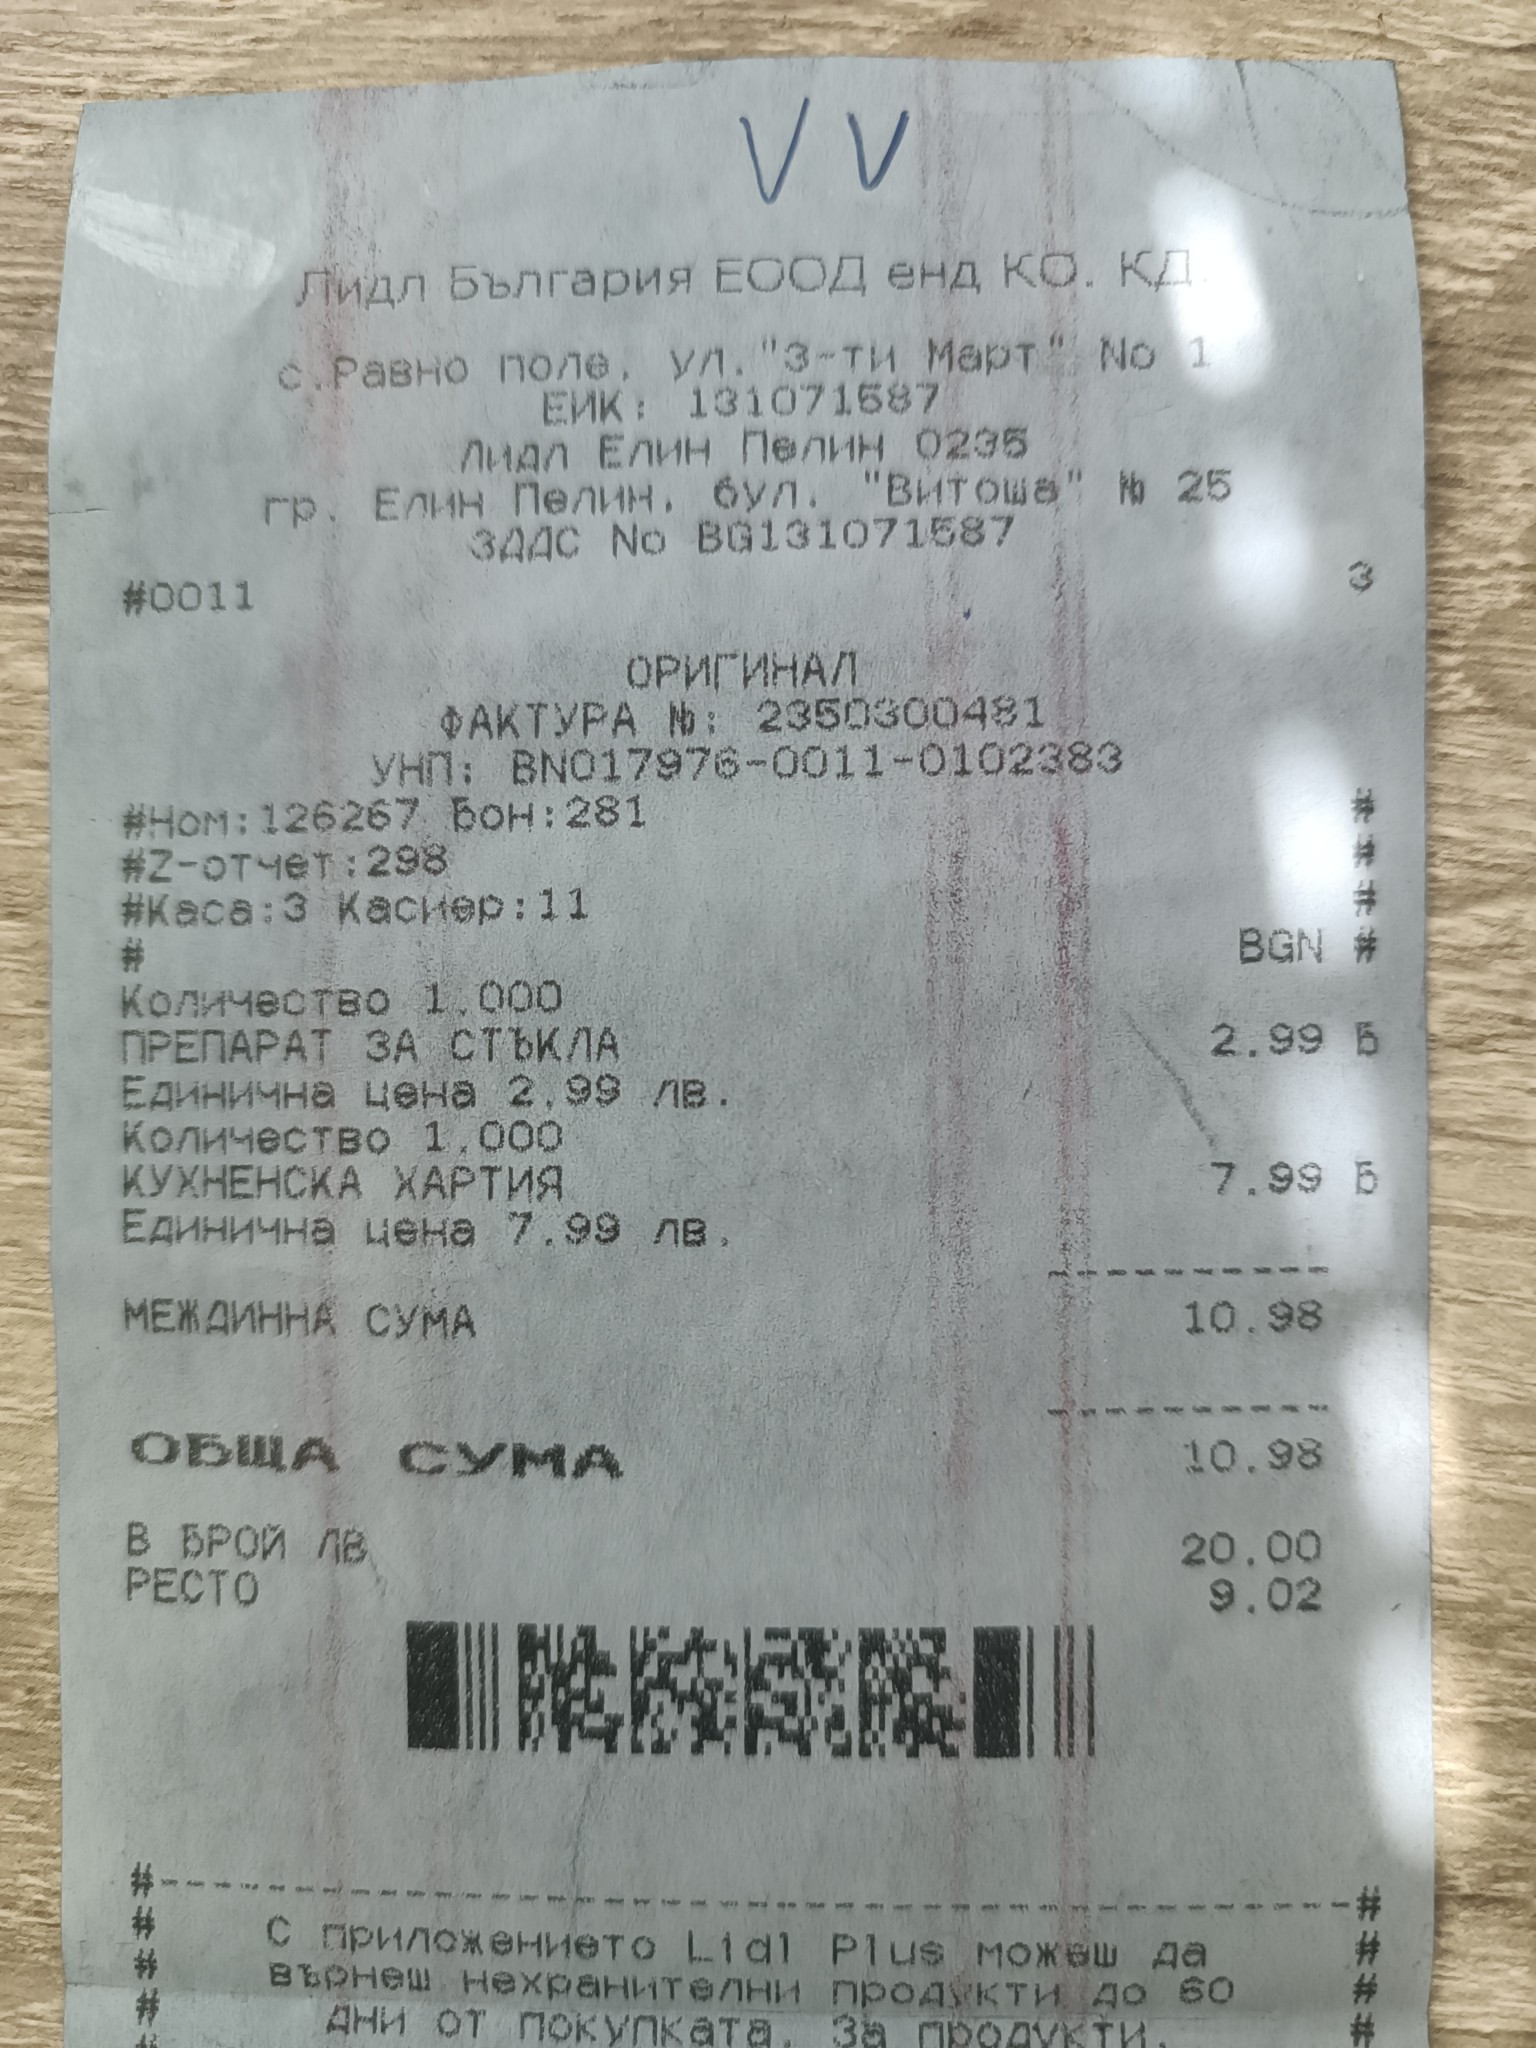 V V
Лидл България ЕООД енд КО. КД.
с.Равно поле, ул."3-ти Март" No 1
ЕИК: 131071587
Лидл Елин Пелин 0235
гр. Елин Пелин, бул. "Витоша" № 25
ЗДДС No BG131071587
#0011 3
ОРИГИНАЛ
ФАКТУРА №: 2350300481
УНП: BN017976-0011-0102383
#Ном:126267 Бон:281 #
#Z-отчет:298 #
#Каса:3 Касиер:11 #
# BGN #
Количество 1.000
ПРЕПАРАТ ЗА СТЪКЛА 2.99 Б
Единична цена 2.99 лв.
Количество 1.000
КУХНЕНСКА ХАРТИЯ 7.99 Б
Единична цена 7.99 лв.
----------
МЕЖДИННА СУМА 10.98
----------
ОБЩА СУМА 10.98
В БРОЙ ЛВ 20.00
РЕСТО 9.02
#------------------------------------------#
# С приложението Lidl Plus можеш да #
# върнеш нехранителни продукти до 60 #
# дни от покупката. За продукти, #
#